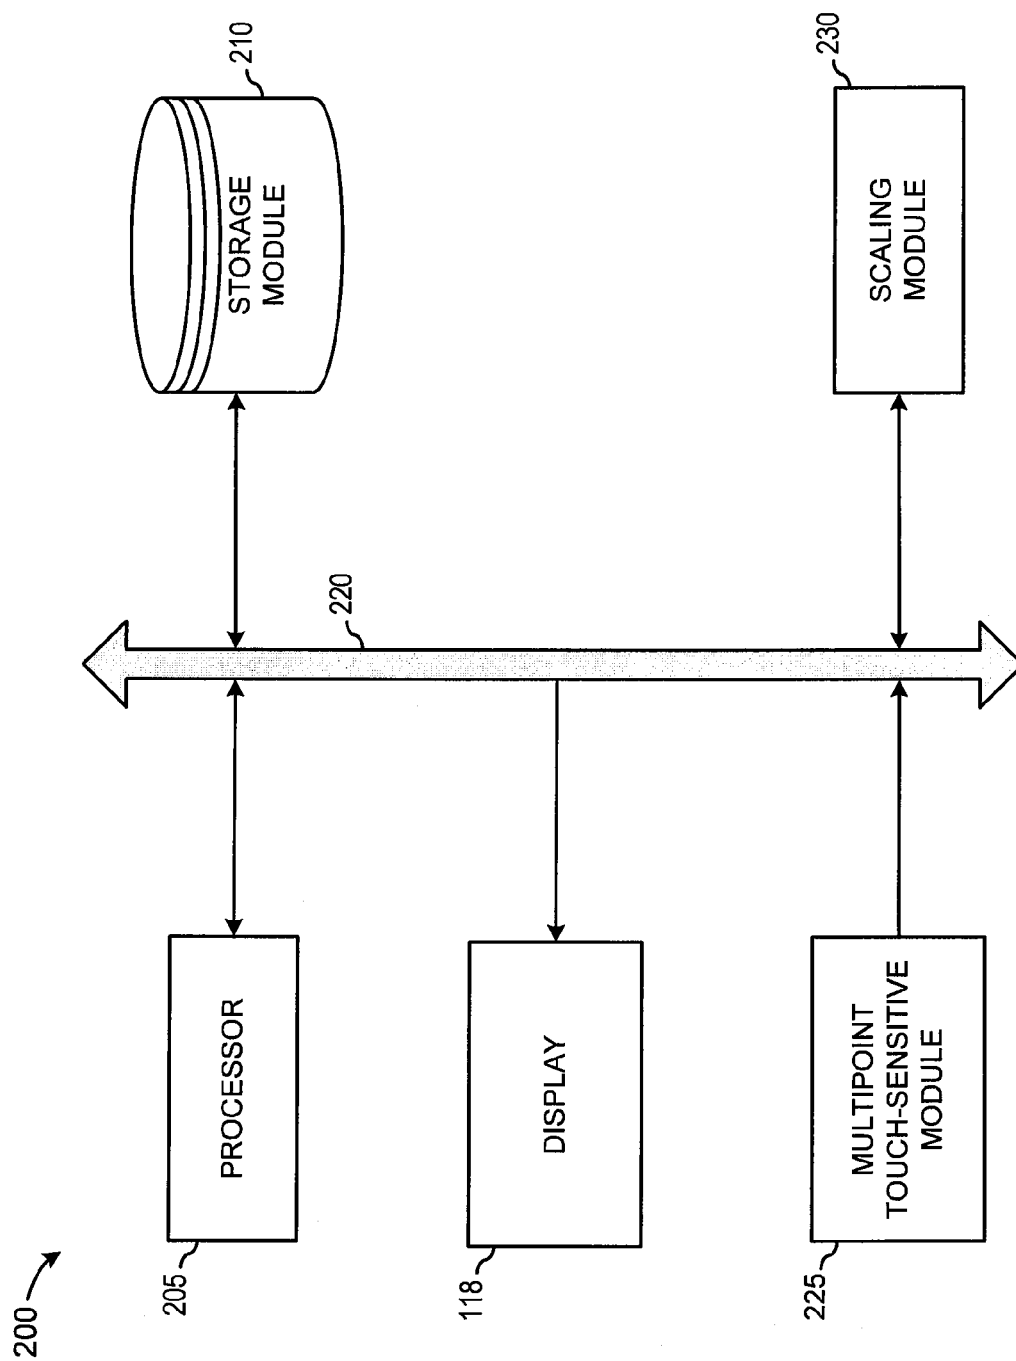 200
205
PROCESSOR
118
DISPLAY
225
MULTIPOINT
TOUCH-SENSITIVE
MODULE
220
210
STORAGE
MODULE
230
SCALING
MODULE